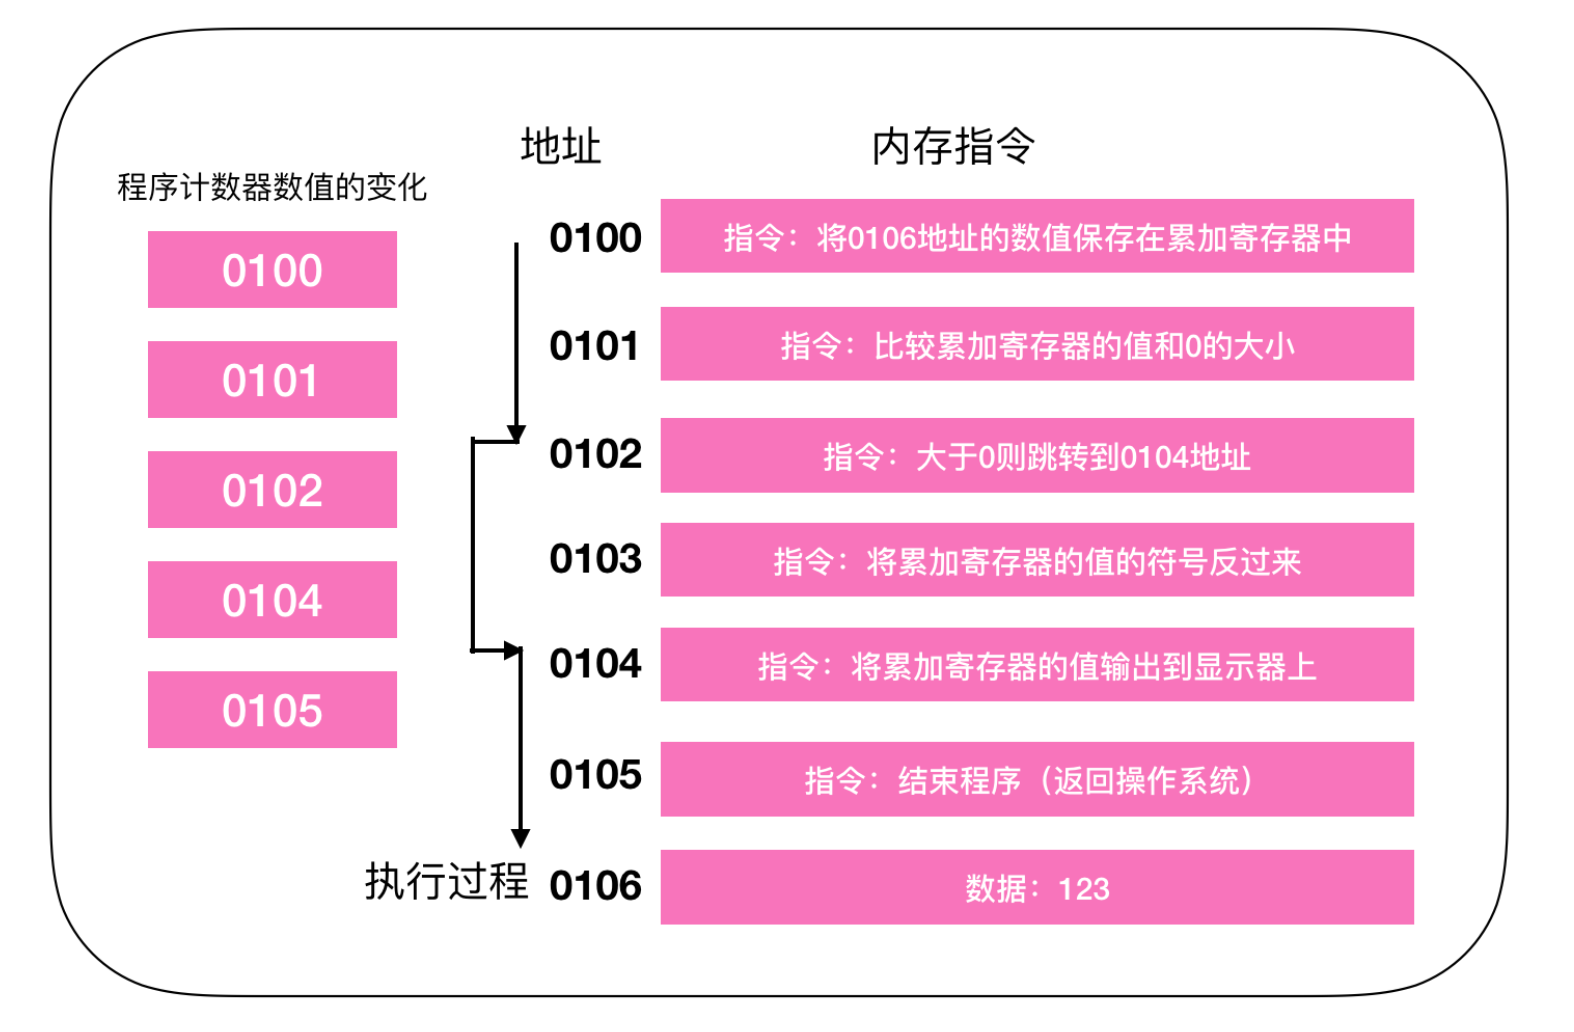 地址
内存指令
程序计数器数值的变化
0100
0101
0102
0104
0105
0100
指令：将0106地址的数值保存在累加寄存器中
0101
指令：比较累加寄存器的值和0的大小
0102
指令：大于0则跳转到0104地址
0103
指令：将累加寄存器的值的符号反过来
0104
指令：将累加寄存器的值输出到显示器上
0105
指令：结束程序（返回操作系统）
执行过程
0106
数据：123